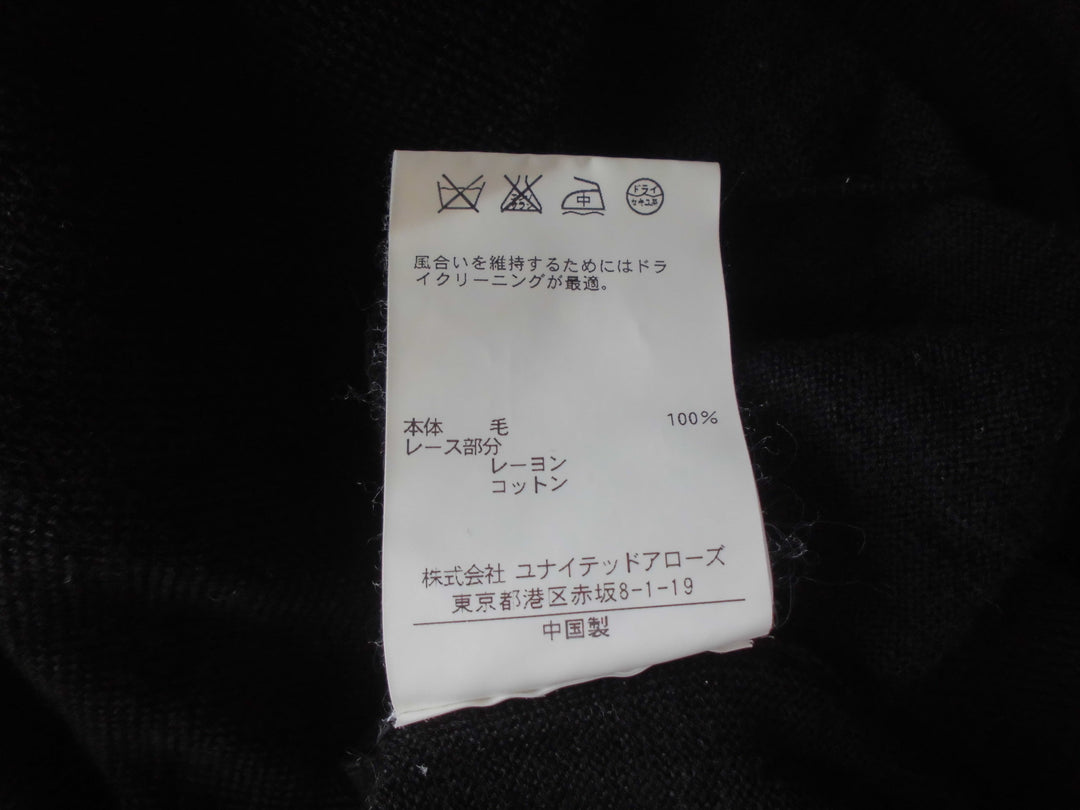 中
ドライ
セキユ系
風合いを維持するためにはドラ
イクリーニングが最適。
本体 毛 100%
レース部分
レーヨン
コットン
株式会社 ユナイテッドアローズ
東京都港区赤坂8-1-19
中国製